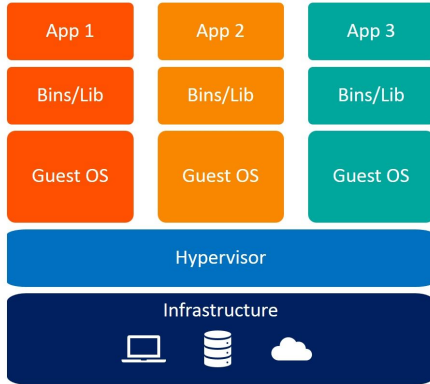 App 1
App 2
App 3
Bins/Lib
Bins/Lib
Bins/Lib
Guest OS
Guest OS
Guest OS
Hypervisor
Infrastructure